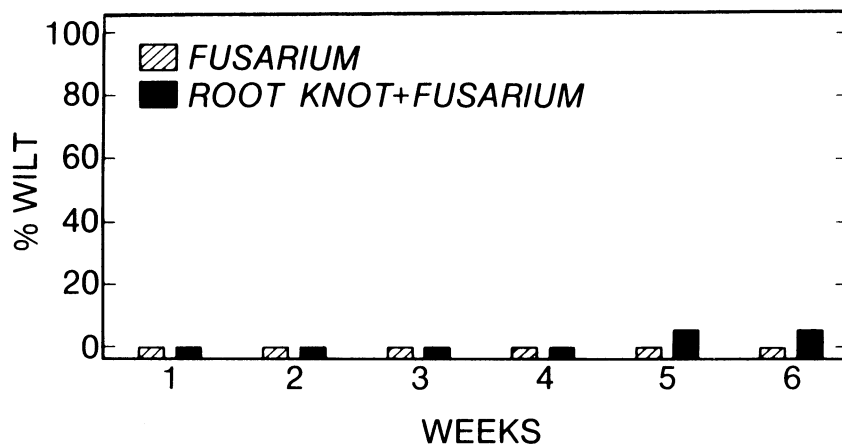 100
80
60
40
20
0
% WILT
FUSARIUM
ROOT KNOT+FUSARIUM
1 2 3 4 5 6
WEEKS